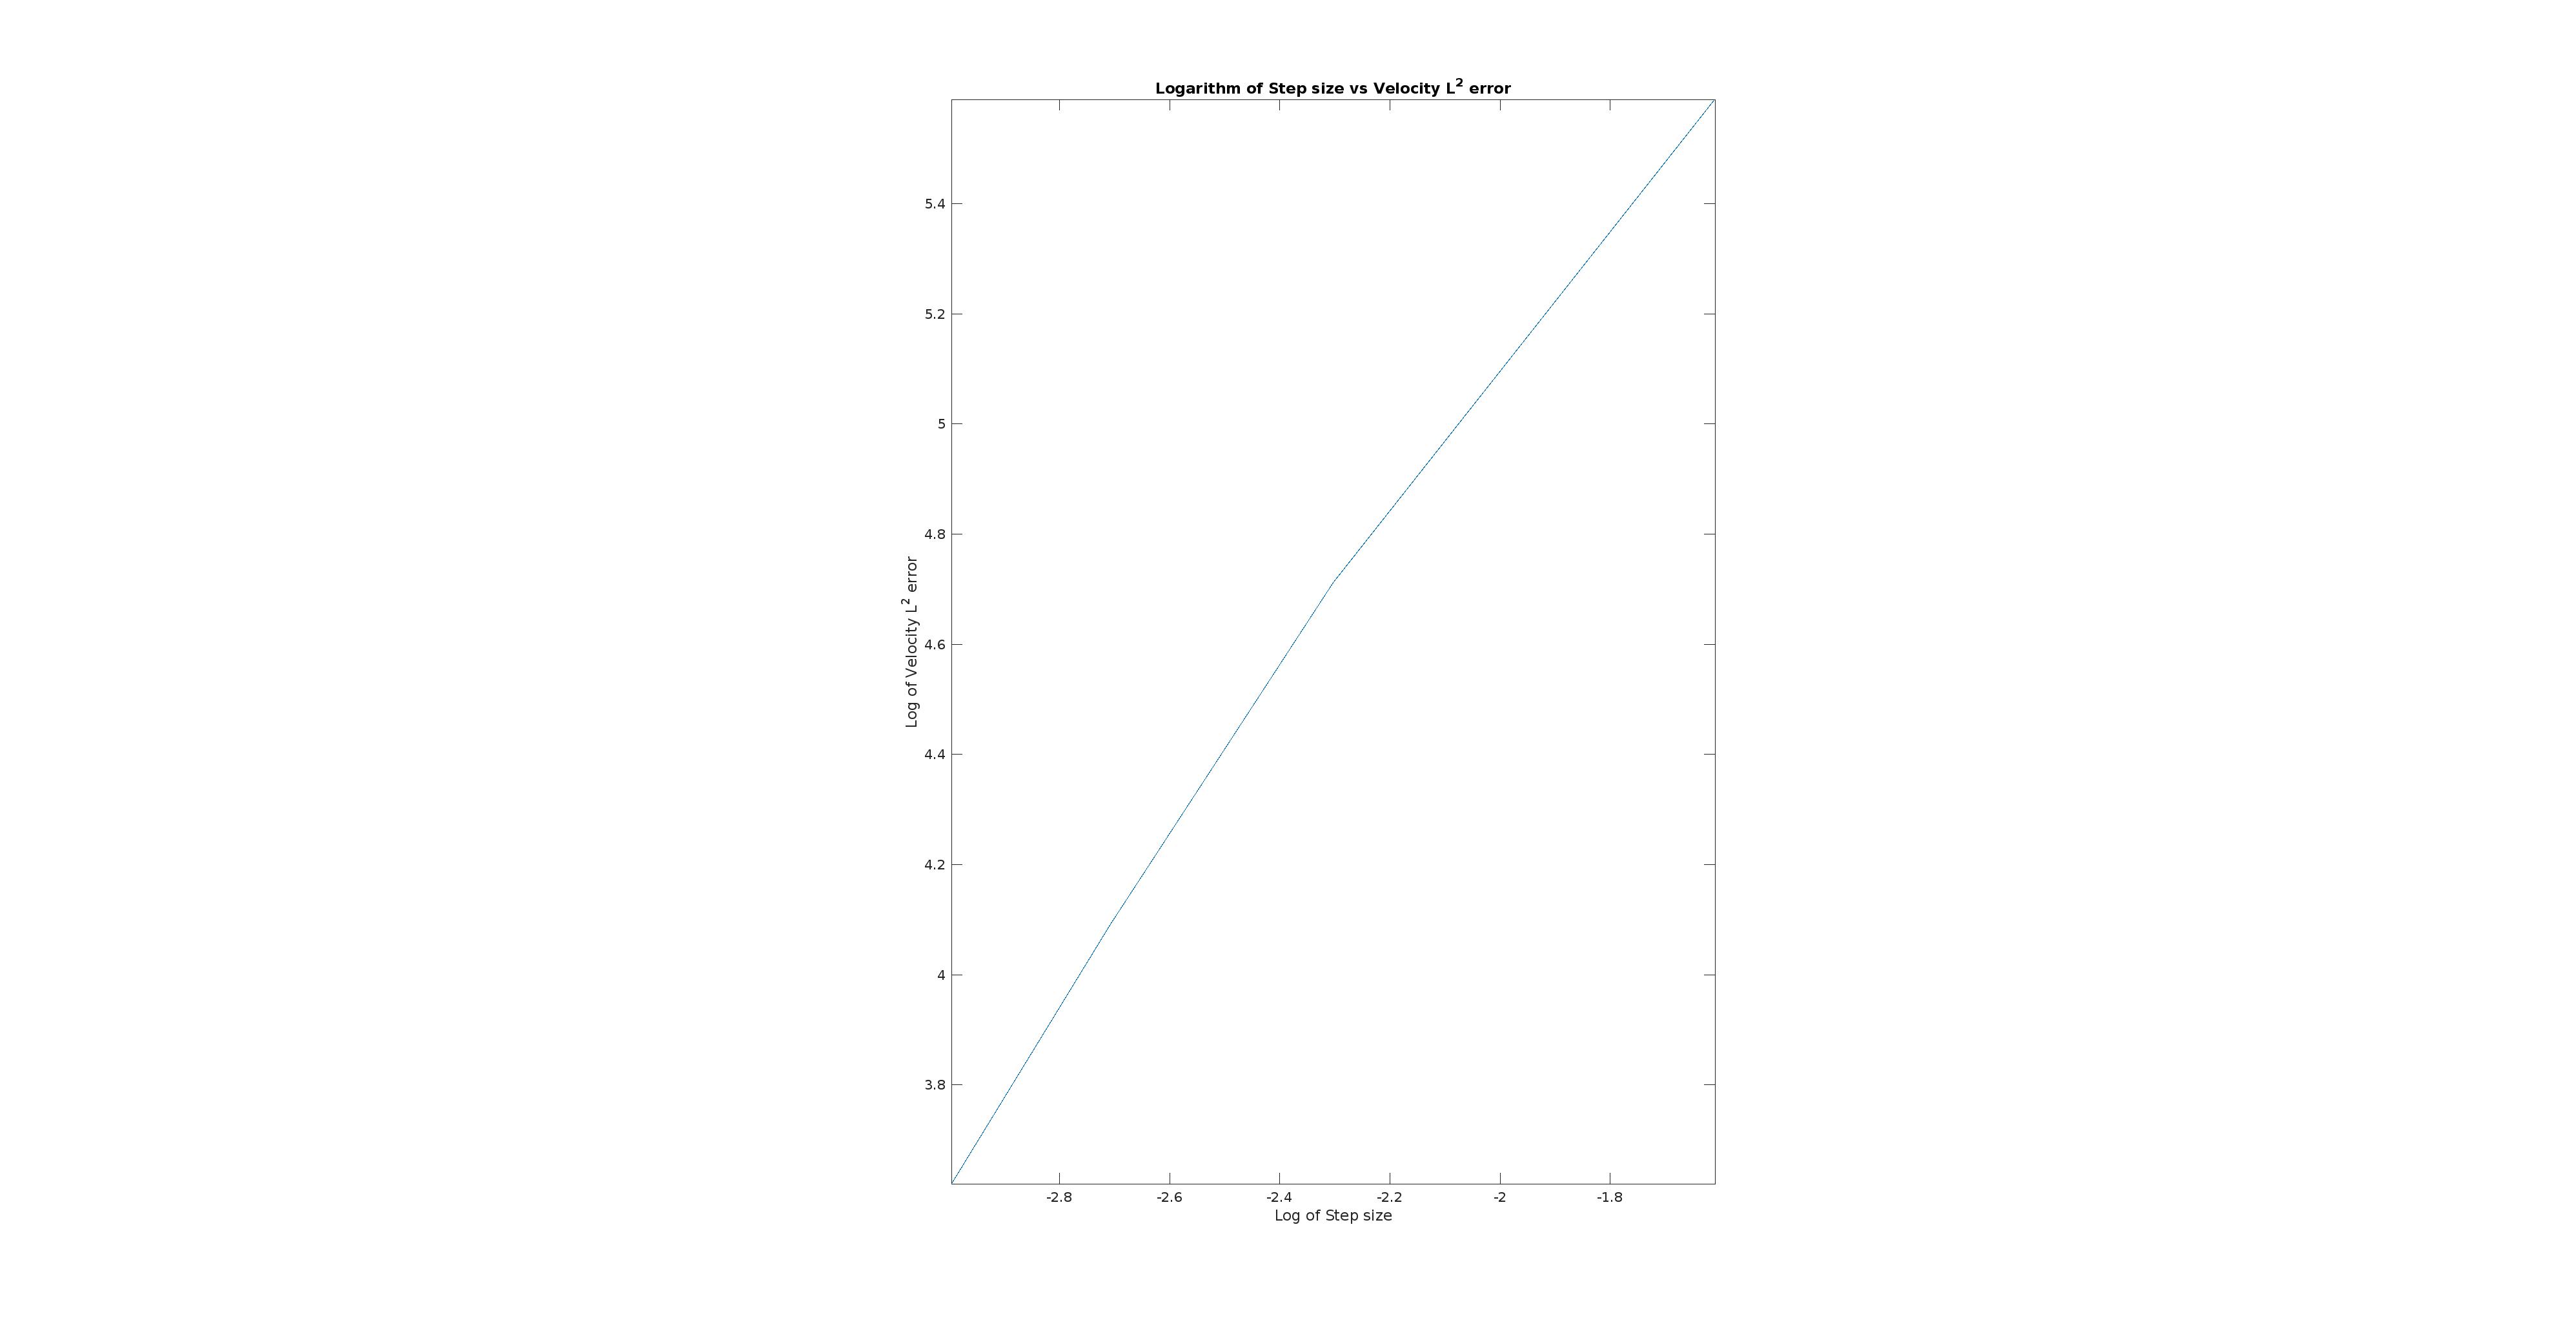 Logarithm of Step size vs Velocity L² error
5.4
5.2
5
4.8
4.6
4.4
4.2
4
3.8
Log of Velocity L² error
-2.8 -2.6 -2.4 -2.2 -2 -1.8
Log of Step size